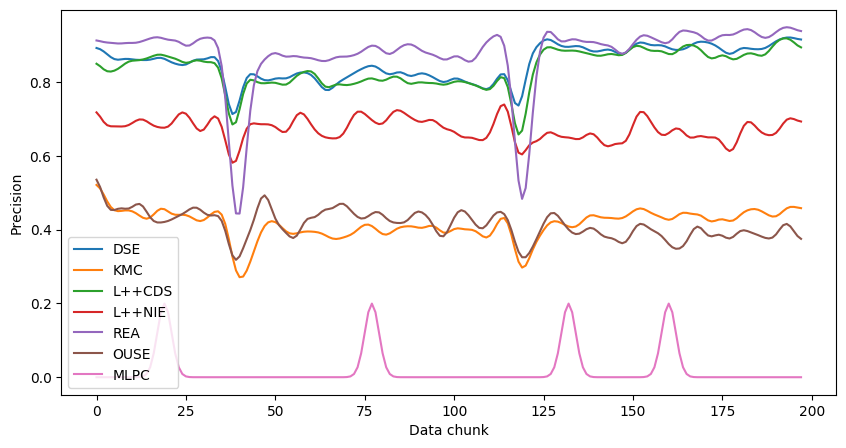 Precision
0.8
0.6
0.4
0.2
0.0
DSE
KMC
L++CDS
L++NIE
REA
OUSE
MLPC
0 25 50 75 100 125 150 175 200
Data chunk